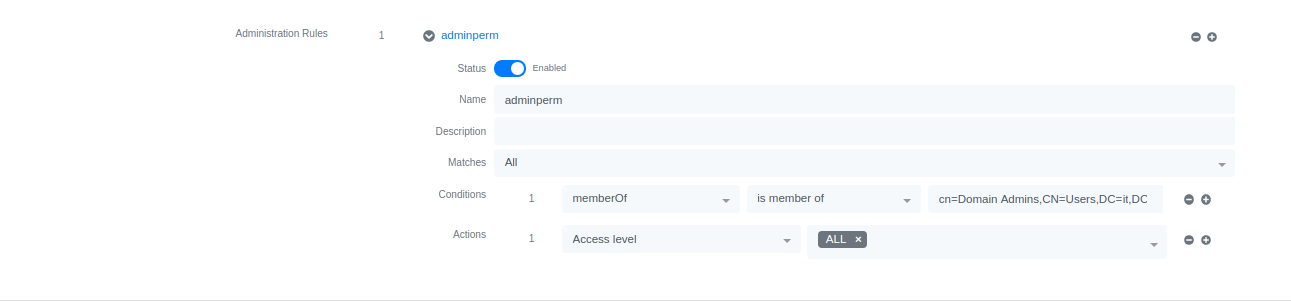 Administration Rules 1 adminperm
Status Enabled
Name adminperm
Description
Matches All
Conditions 1 memberOf is member of cn=Domain Admins,CN=Users,DC=it,DC
Actions 1 Access level ALL ×